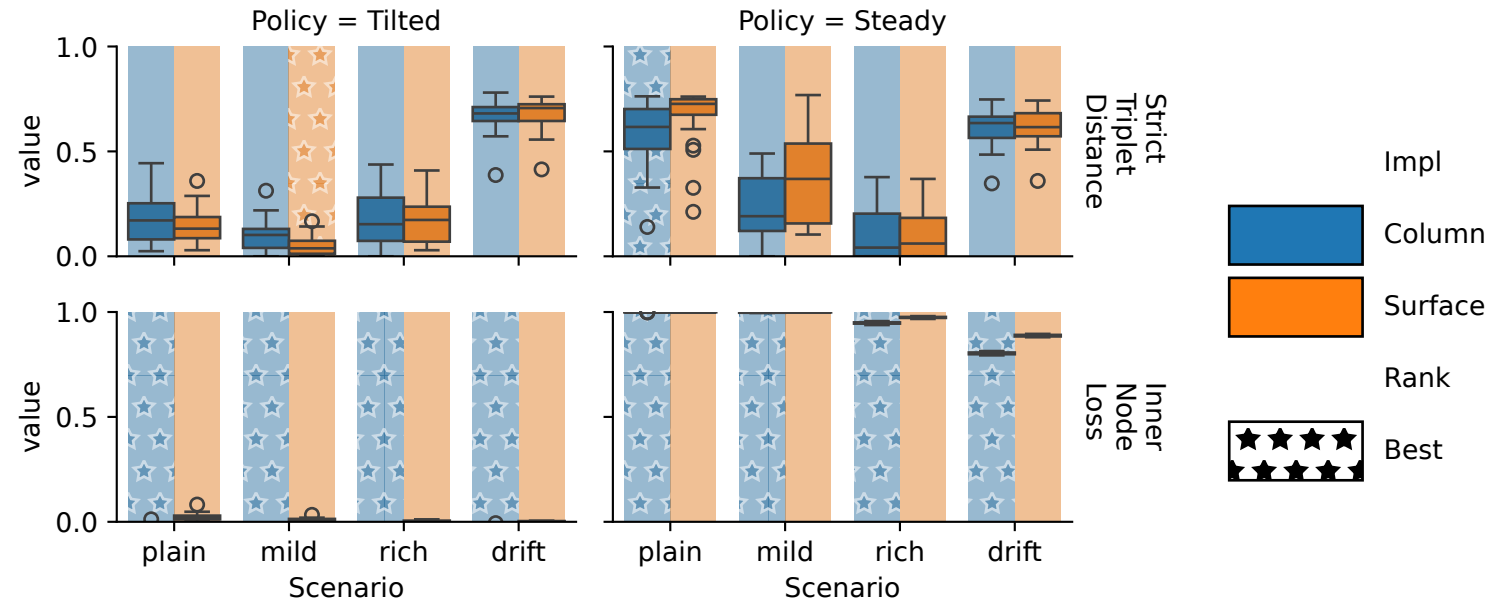 Policy = Tilted
Policy = Steady
1.0
0.5
0.0
value
Strict
Triplet
Distance
1.0
0.5
0.0
value
Inner
Node
Loss
plain
mild
rich
drift
plain
mild
rich
drift
Scenario
Scenario
Impl
Column
Surface
Rank
Best